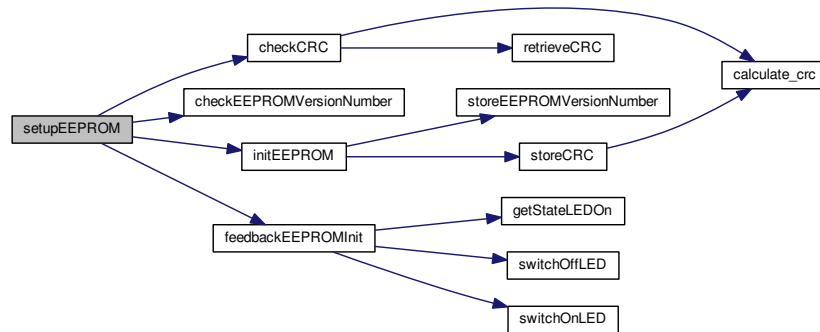 checkCRC
retrieveCRC
calculate_crc
checkEEPROMVersionNumber
storeEEPROMVersionNumber
setupEEPROM
initEEPROM
storeCRC
getStateLEDOn
feedbackEEPROMInit
switchOffLED
switchOnLED